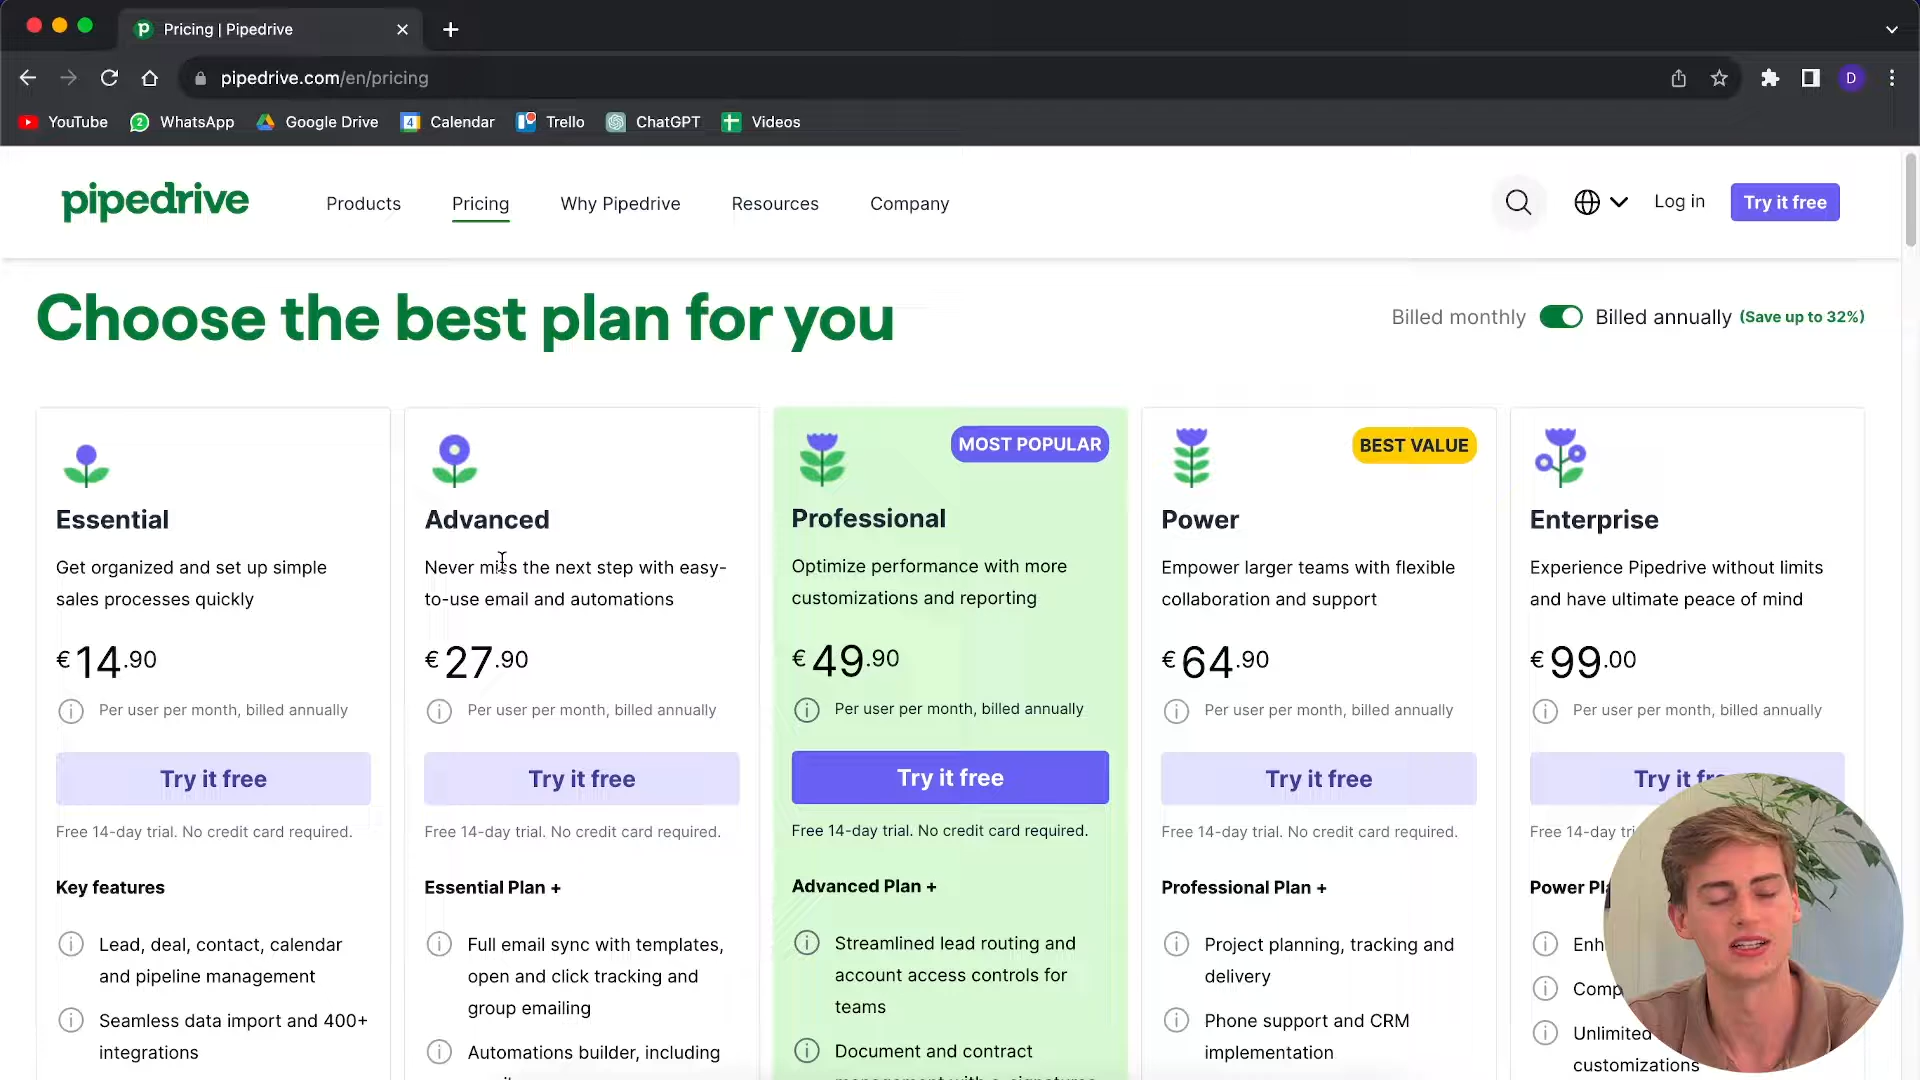 Pricing | Pipedrive
pipedrive.com/en/pricing
D
YouTube
WhatsApp
Google Drive
Calendar
Trello
ChatGPT
Videos
pipedrive
Products
Pricing
Why Pipedrive
Resources
Company
Log in
Try it free
Choose the best plan for you
Billed monthly
Billed annually (Save up to 32%)
Essential
Get organized and set up simple
sales processes quickly
€14.90
Per user per month, billed annually
Try it free
Free 14-day trial. No credit card required.
Key features
Lead, deal, contact, calendar
and pipeline management
Seamless data import and 400+
integrations
Advanced
Never miss the next step with easy-
to-use email and automations
€27.90
Per user per month, billed annually
Try it free
Free 14-day trial. No credit card required.
Essential Plan +
Full email sync with templates,
open and click tracking and
group emailing
Automations builder, including
MOST POPULAR
Professional
Optimize performance with more
customizations and reporting
€49.90
Per user per month, billed annually
Try it free
Free 14-day trial. No credit card required.
Advanced Plan +
Streamlined lead routing and
account access controls for
teams
Document and contract
BEST VALUE
Power
Empower larger teams with flexible
collaboration and support
€64.90
Per user per month, billed annually
Try it free
Free 14-day trial. No credit card required.
Professional Plan +
Project planning, tracking and
delivery
Phone support and CRM
implementation
Enterprise
Experience Pipedrive without limits
and have ultimate peace of mind
€99.00
Per user per month, billed annually
Try it
Free 14-day
Power
Unlimited
customizations